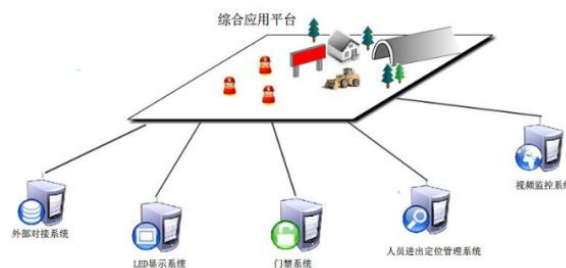 综合应用平台
视频监控系统
外部对接系统
LED显示系统
门禁系统
人员进出定位管理系统